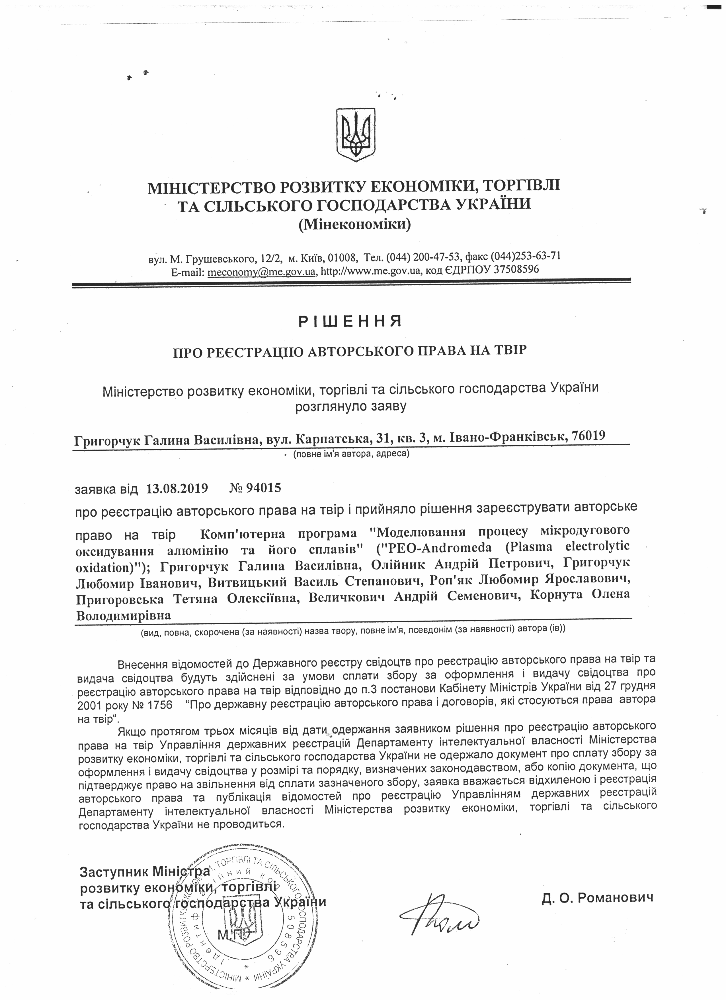 МІНІСТЕРСТВО РОЗВИТКУ ЕКОНОМІКИ, ТОРГІВЛІ
ТА СІЛЬСЬКОГО ГОСПОДАРСТВА УКРАЇНИ
(Мінекономіки)
вул. М. Грушевського, 12/2, м. Київ, 01008, Тел. (044) 200-47-53, факс (044)253-63-71
E-mail: meconomy@me.gov.ua, http://www.me.gov.ua, код ЄДРПОУ 37508596
Р І Ш Е Н Н Я
ПРО РЕЄСТРАЦІЮ АВТОРСЬКОГО ПРАВА НА ТВІР
Міністерство розвитку економіки, торгівлі та сільського господарства України
розглянуло заяву
Григорчук Галина Василівна, вул. Карпатська, 31, кв. 3, м. Івано-Франківськ, 76019
(повне ім'я автора, адреса)
заявка від 13.08.2019 № 94015
про реєстрацію авторського права на твір і прийняло рішення зареєструвати авторське
право на твір Комп'ютерна програма "Моделювання процесу мікродугового
оксидування алюмінію та його сплавів" ("PEO-Andromeda (Plasma electrolytic
oxidation)"); Григорчук Галина Василівна, Олійник Андрій Петрович, Григорчук
Любомир Іванович, Витвицький Василь Степанович, Роп'як Любомир Ярославович,
Пригоровська Тетяна Олексіївна, Величкович Андрій Семенович, Корнута Олена
Володимирівна
(вид, повна, скорочена (за наявності) назва твору, повне ім'я, псевдонім (за наявності) автора (ів))
Внесення відомостей до Державного реєстру свідоцтв про реєстрацію авторського права на твір та
видача свідоцтва будуть здійснені за умови сплати збору за оформлення і видачу свідоцтва про
реєстрацію авторського права на твір відповідно до п.3 постанови Кабінету Міністрів України від 27 грудня
2001 року № 1756 “Про державну реєстрацію авторського права і договорів, які стосуються права автора
на твір“.
Якщо протягом трьох місяців від дати одержання заявником рішення про реєстрацію авторського
права на твір Управління державних реєстрацій Департаменту інтелектуальної власності Міністерства
розвитку економіки, торгівлі та сільського господарства України не одержало документ про сплату збору за
оформлення і видачу свідоцтва у розмірі та порядку, визначених законодавством, або копію документа, що
підтверджує право на звільнення від сплати зазначеного збору, заявка вважається відхиленою і реєстрація
авторського права та публікація відомостей про реєстрацію Управлінням державних реєстрацій
Департаменту інтелектуальної власності Міністерства розвитку економіки, торгівлі та сільського
господарства України не проводиться.
Заступник Міністра
розвитку економіки, торгівлі
та сільського господарства України
Д. О. Романович
М.П.
МІНІСТЕРСТВО РОЗВИТКУ ЕКОНОМІКИ, ТОРГІВЛІ ТА СІЛЬСЬКОГО ГОСПОДАРСТВА УКРАЇНИ *
Ідентифікаційний код 37508596 *